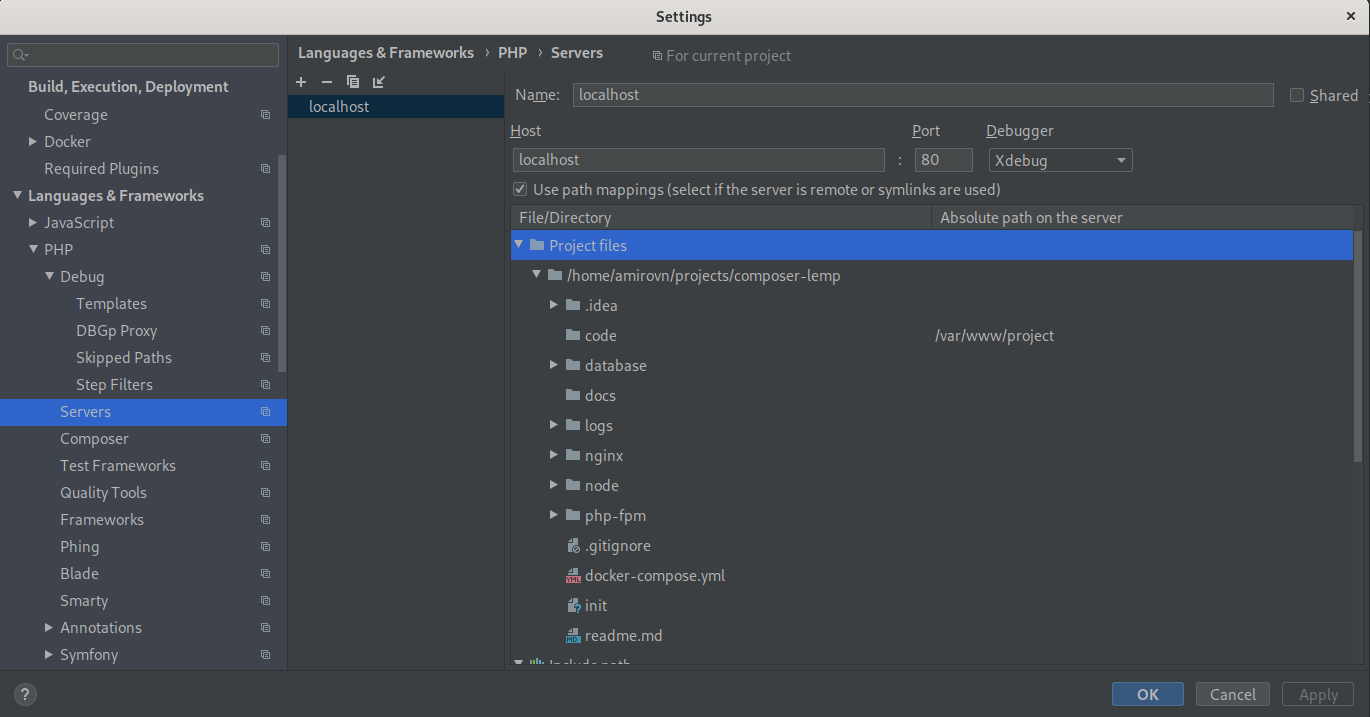 Settings
Build, Execution, Deployment
Coverage
Docker
Required Plugins
Languages & Frameworks
JavaScript
PHP
Debug
Templates
DBGp Proxy
Skipped Paths
Step Filters
Servers
Composer
Test Frameworks
Quality Tools
Frameworks
Phing
Blade
Smarty
Annotations
Symfony
Languages & Frameworks › PHP › Servers
For current project
localhost
Name: localhost
Shared
Host Port Debugger
localhost : 80 Xdebug
Use path mappings (select if the server is remote or symlinks are used)
File/Directory Absolute path on the server
Project files
/home/amirovn/projects/composer-lemp
.idea
code /var/www/project
database
docs
logs
nginx
node
php-fpm
.gitignore
YML docker-compose.yml
init
MD readme.md
Include path
? OK Cancel Apply